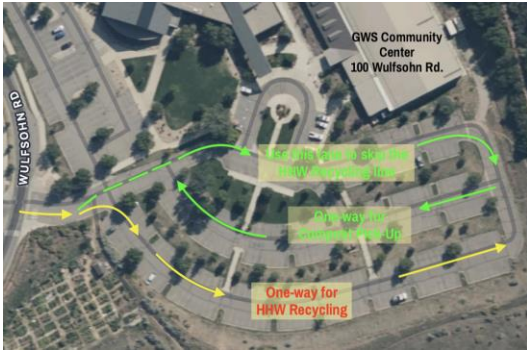 GWS Community
Center
100 Wulfsohn Rd.
WULFSOHN RD
Use this lane to skip the
HHW Recycling line!
One-way for
Compost Pick-Up
One-way for
HHW Recycling